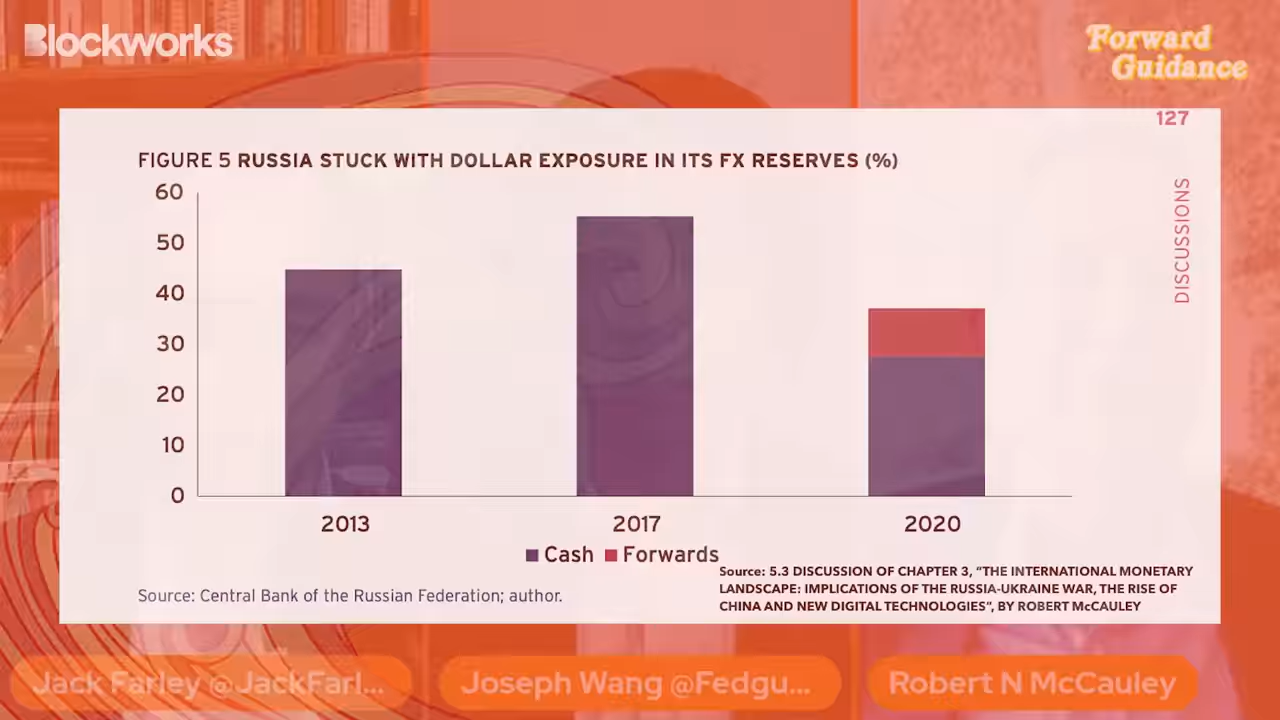 Blockworks
Forward
Guidance
127
DISCUSSIONS
FIGURE 5 RUSSIA STUCK WITH DOLLAR EXPOSURE IN ITS FX RESERVES (%)
60
50
40
30
20
10
0
2013
2017
2020
Cash
Forwards
Source: Central Bank of the Russian Federation; author.
Source: 5.3 DISCUSSION OF CHAPTER 3, “THE INTERNATIONAL MONETARY
LANDSCAPE: IMPLICATIONS OF THE RUSSIA-UKRAINE WAR, THE RISE OF
CHINA AND NEW DIGITAL TECHNOLOGIES”, BY ROBERT McCAULEY
Jack Farley @JackFarl...
Joseph Wang @Fedgu...
Robert N McCauley